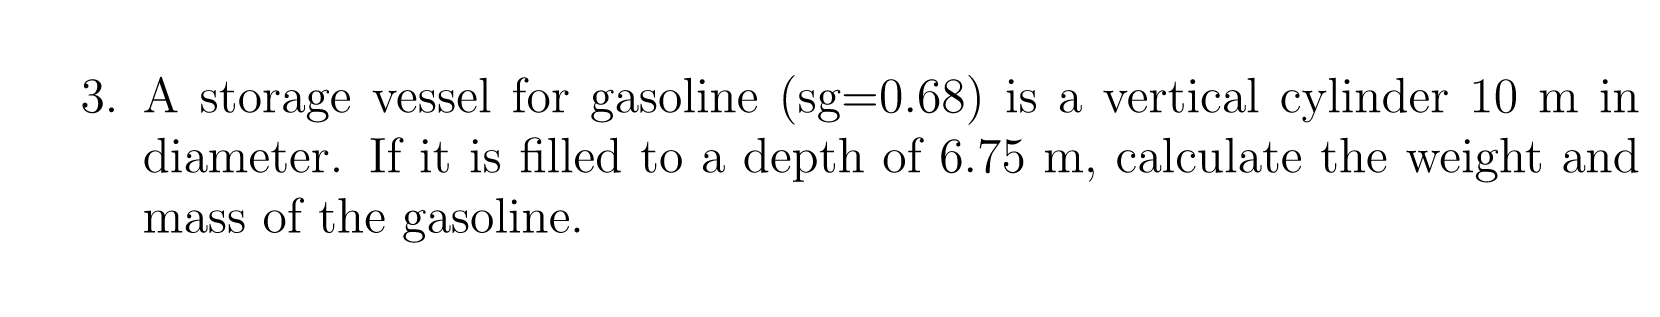 3. A storage vessel for gasoline (sg=0.68) is a vertical cylinder 10 m in
diameter. If it is filled to a depth of 6.75 m, calculate the weight and
mass of the gasoline.